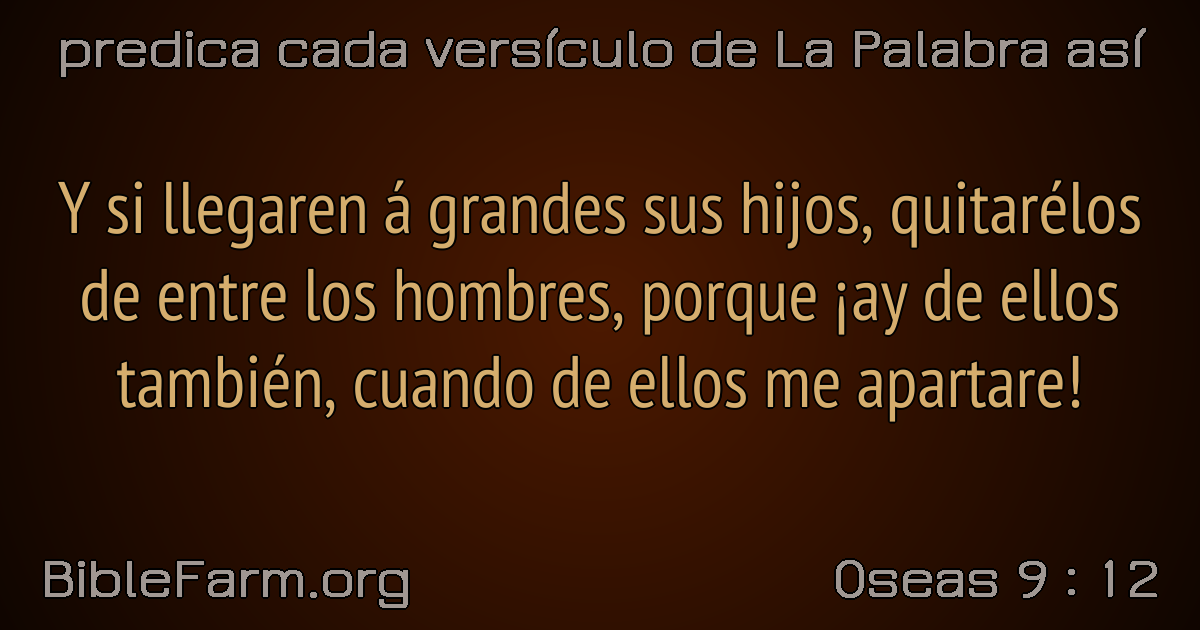 predica cada versículo de La Palabra así
Y si llegaren á grandes sus hijos, quitarélos
de entre los hombres, porque ¡ay de ellos
también, cuando de ellos me apartare!
BibleFarm.org
Oseas 9 : 12